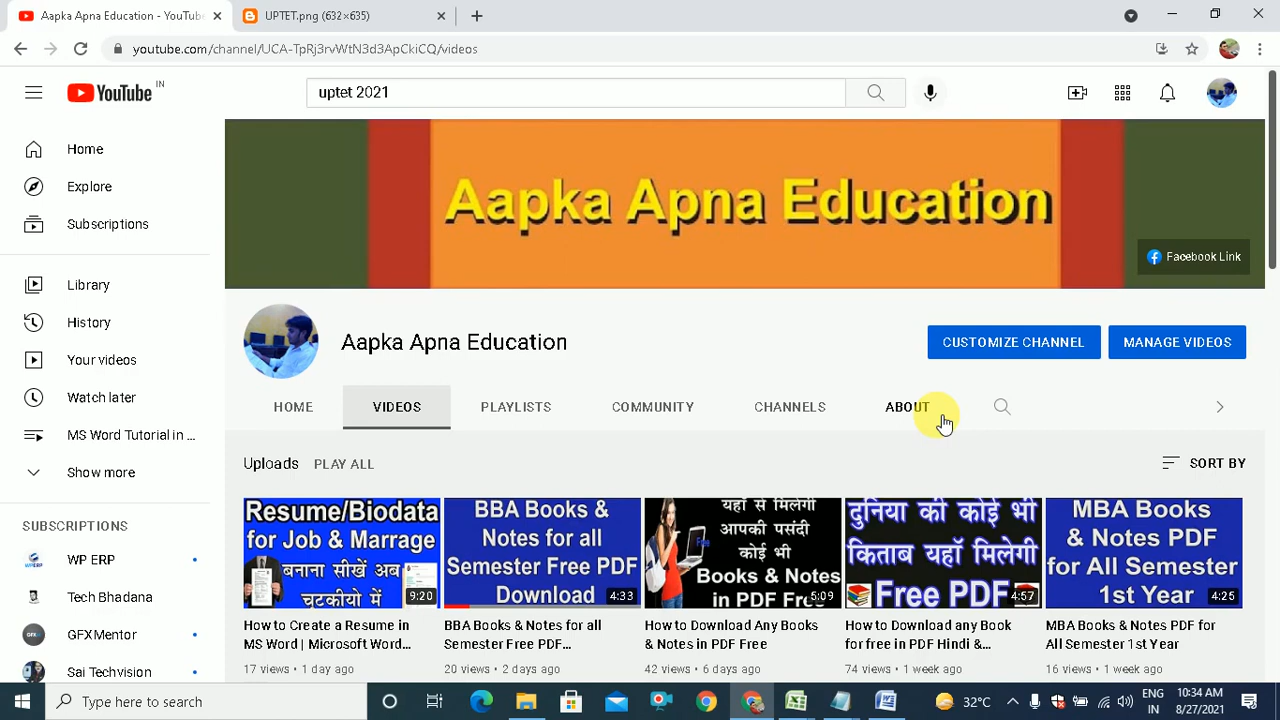 Aapka Apna Education - YouTube
UPTET.png (632×635)
youtube.com/channel/UCA-TpRj3rvWtN3d3ApCkiCQ/videos
YouTube IN
uptet 2021
Home
Explore
Subscriptions
Library
History
Your videos
Watch later
MS Word Tutorial in ...
Show more
SUBSCRIPTIONS
WP ERP
Tech Bhadana
GFXMentor
Sai Techvision
Aapka Apna Education
Facebook Link
Aapka Apna Education
CUSTOMIZE CHANNEL
MANAGE VIDEOS
HOME VIDEOS PLAYLISTS COMMUNITY CHANNELS ABOUT
Uploads PLAY ALL
SORT BY
Resume/Biodata
for Job & Marrage
बनाना सीखें अब
चुटकीयो में
9:20
How to Create a Resume in
MS Word | Microsoft Word...
17 views • 1 day ago
BBA Books &
Notes for all
Semester Free PDF
Download
4:33
BBA Books & Notes for all
Semester Free PDF...
20 views • 2 days ago
यहाँ से मिलेगी
आपकी पसंदी
कोई भी
Books & Notes
in PDF Free
5:09
How to Download Any Books
& Notes in PDF Free
42 views • 6 days ago
दुनिया की कोई भी
किताब यहाँ मिलेगी
Free PDF
4:57
How to Download any Book
for free in PDF Hindi &...
74 views • 1 week ago
MBA Books
& Notes PDF
for All Semester
1st Year
4:25
MBA Books & Notes PDF for
All Semester 1st Year
16 views • 1 week ago
Type here to search
32°C
ENG
IN
10:34 AM
8/27/2021